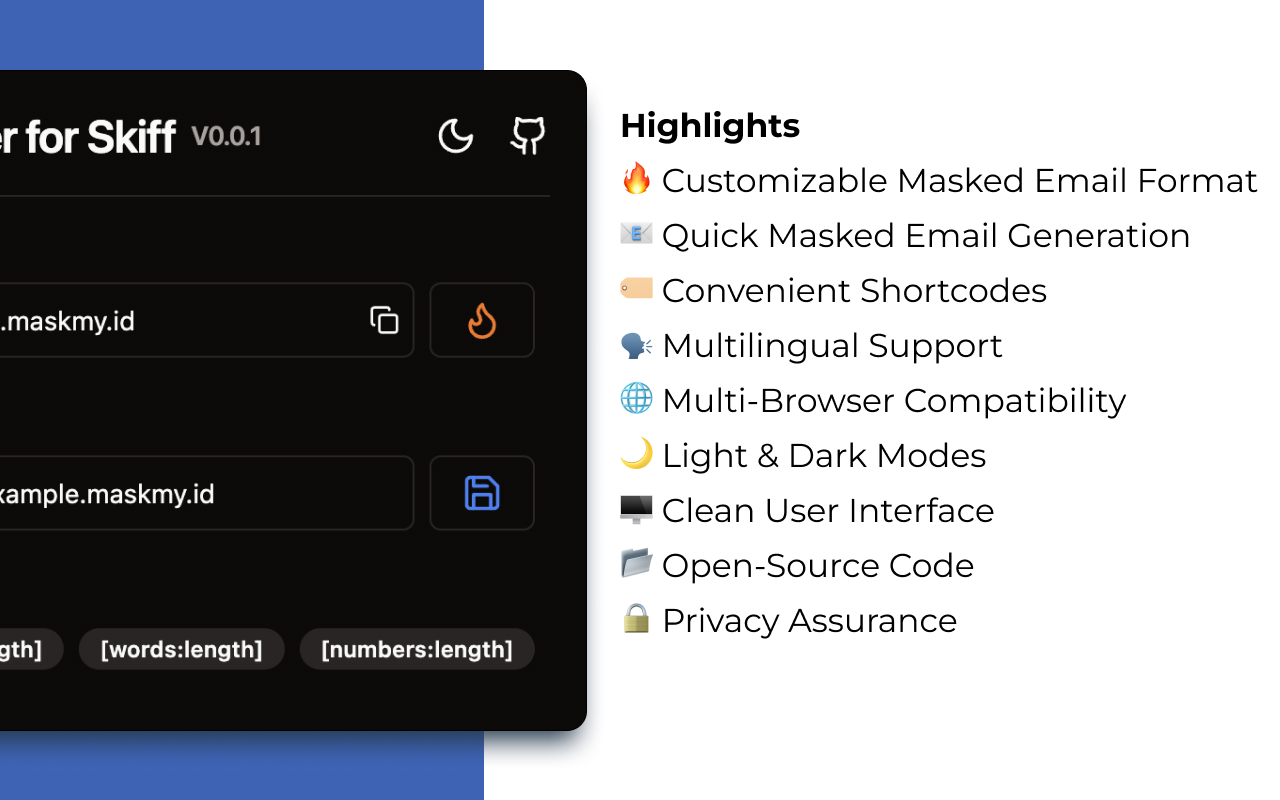 er for Skiff V0.0.1
.maskmy.id
xample.maskmy.id
gth] [words:length] [numbers:length]
Highlights
🔥 Customizable Masked Email Format
📧 Quick Masked Email Generation
🏷️ Convenient Shortcodes
🗣️ Multilingual Support
🌐 Multi-Browser Compatibility
🌙 Light & Dark Modes
🖥️ Clean User Interface
📂 Open-Source Code
🔒 Privacy Assurance